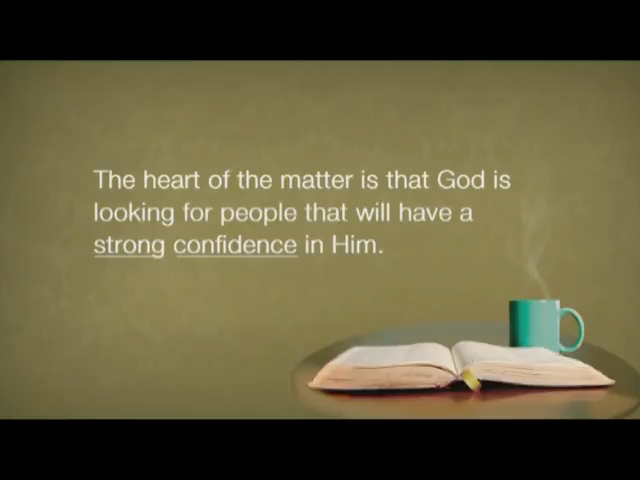 The heart of the matter is that God is
looking for people that will have a
strong confidence in Him.